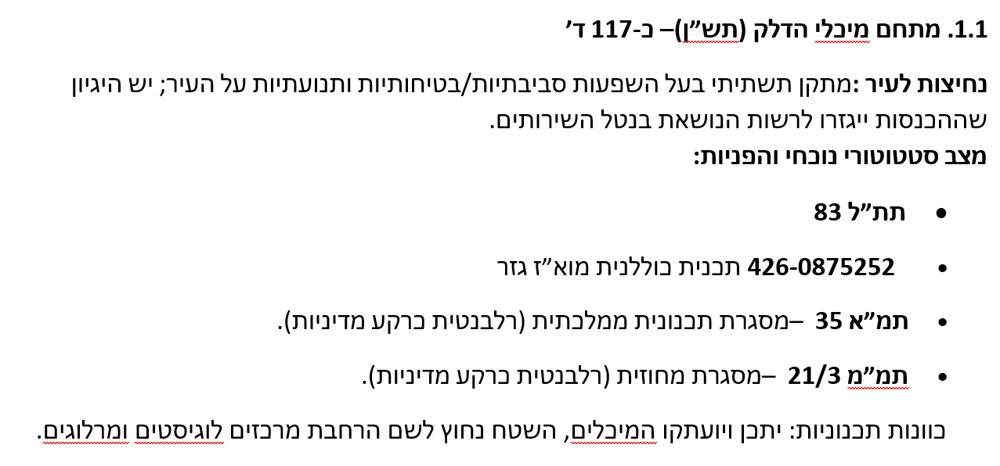 1.1. מתחם מיכלי הדלק (תש"ן)– כ-117 ד'
נחיצות לעיר: מתקן תשתיתי בעל השפעות סביבתיות/בטיחותיות ותנועתיות על העיר; יש היגיון
שההכנסות ייגזרו לרשות הנושאת בנטל השירותים.
מצב סטטוטורי נוכחי והפניות:
• תת"ל 83
• 426-0875252 תכנית כוללנית מוא"ז גזר
• תמ"א 35 –מסגרת תכנונית ממלכתית (רלבנטית כרקע מדיניות).
• תמ"מ 21/3 –מסגרת מחוזית (רלבנטית כרקע מדיניות).
כוונות תכנוניות: יתכן ויועתקו המיכלים, השטח נחוץ לשם הרחבת מרכזים לוגיסטים ומרלוגים.